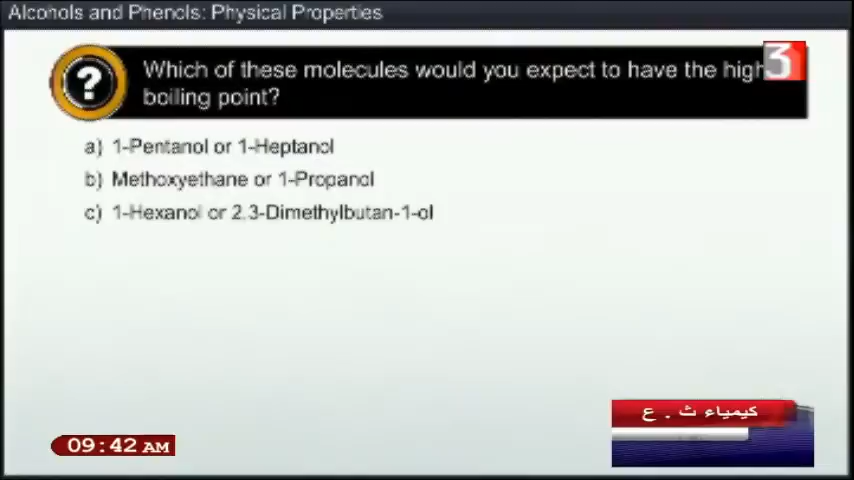 Alcohols and Phenols: Physical Properties
Which of these molecules would you expect to have the high
3
boiling point?
a) 1-Pentanol or 1-Heptanol
b) Methoxyethane or 1-Propanol
c) 1-Hexanol or 2.3-Dimethylbutan-1-ol
كيمياء ث . ع
09:42 AM